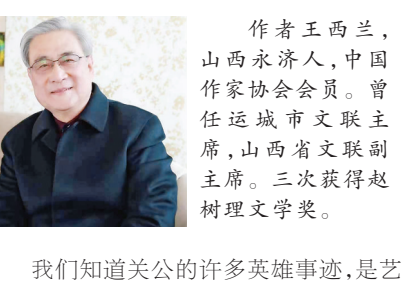 作者王西兰，
山西永济人，中国
作家协会会员。曾
任运城市文联主
席，山西省文联副
主席。三次获得赵
树理文学奖。
我们知道关公的许多英雄事迹，是艺